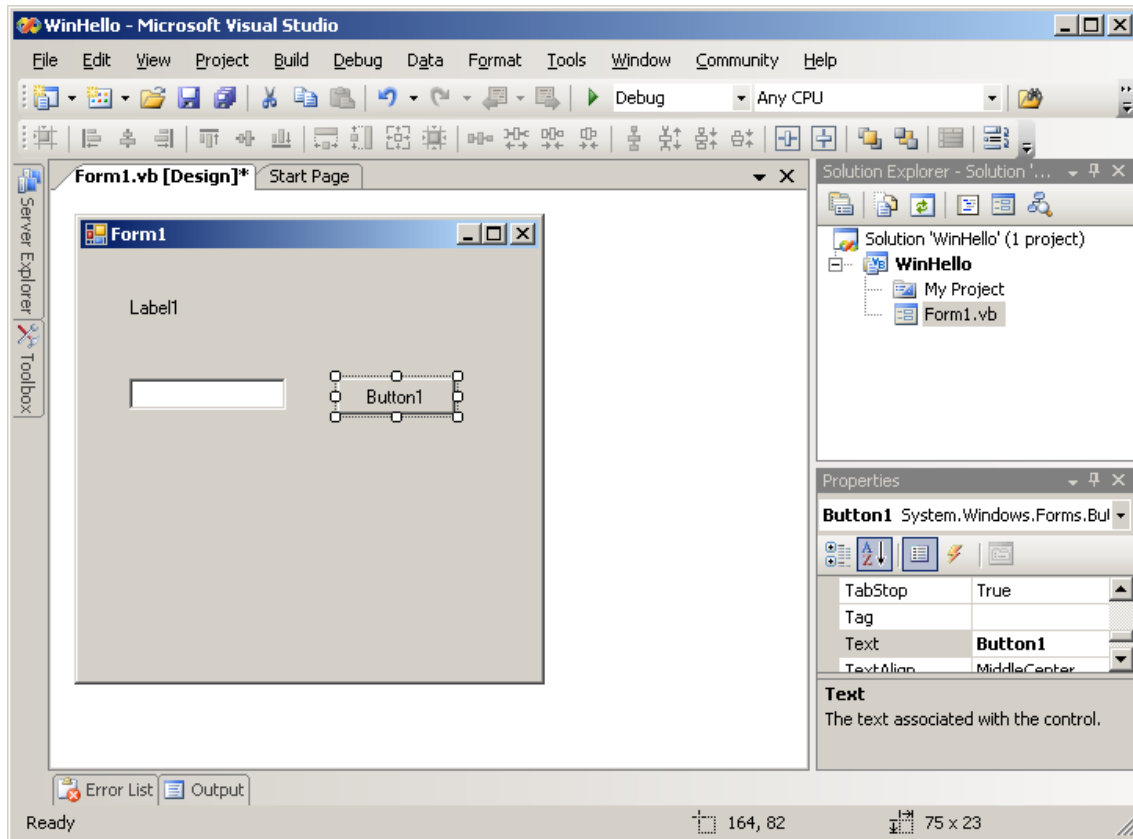 WinHello - Microsoft Visual Studio
File Edit View Project Build Debug Data Format Tools Window Community Help
Debug Any CPU
Server Explorer
Toolbox
Form1.vb [Design]* Start Page
Form1
Label1
Button1
Solution Explorer - Solution '...
Solution 'WinHello' (1 project)
WinHello
My Project
Form1.vb
Properties
Button1 System.Windows.Forms.But
TabStop True
Tag
Text Button1
TextAlign MiddleCenter
Text
The text associated with the control.
Error List Output
Ready 164, 82 75 x 23